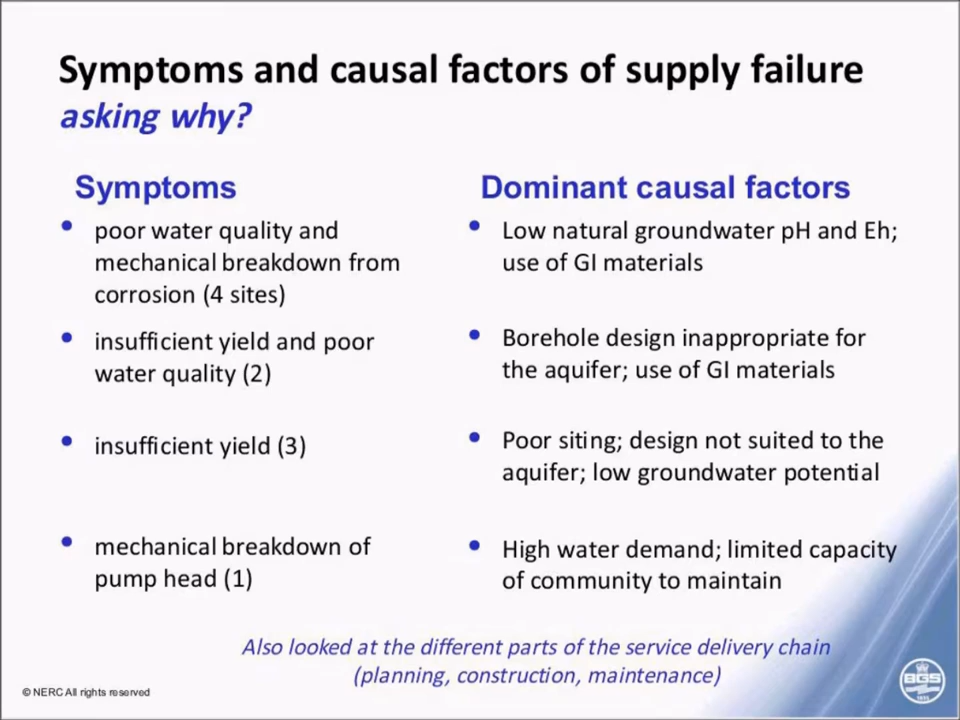 Symptoms and causal factors of supply failure
asking why?
Symptoms
• poor water quality and
mechanical breakdown from
corrosion (4 sites)
• insufficient yield and poor
water quality (2)
• insufficient yield (3)
• mechanical breakdown of
pump head (1)
Dominant causal factors
• Low natural groundwater pH and Eh;
use of GI materials
• Borehole design inappropriate for
the aquifer; use of GI materials
• Poor siting; design not suited to the
aquifer; low groundwater potential
• High water demand; limited capacity
of community to maintain
Also looked at the different parts of the service delivery chain
(planning, construction, maintenance)
© NERC All rights reserved
BGS